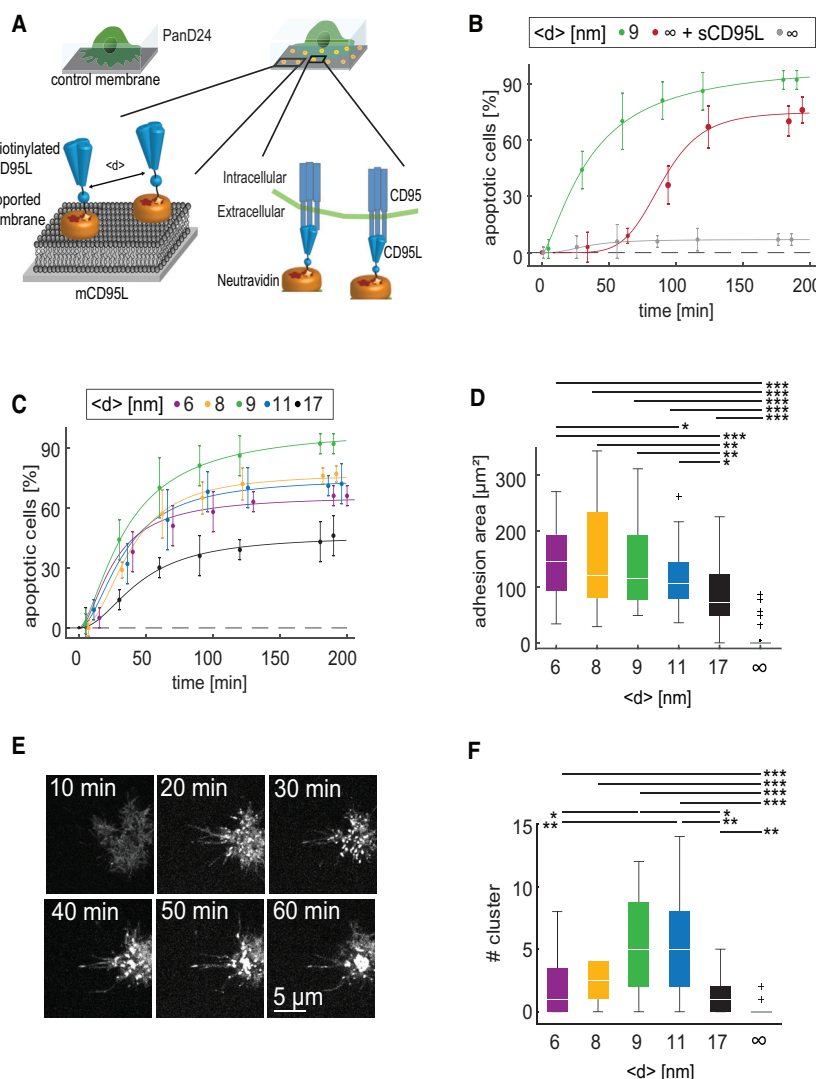 A
PanD24
control membrane
iotinylated
D95L
<d>
pported
embrane
mCD95L
Intracellular
Extracellular
CD95
CD95L
Neutravidin
B
<d> [nm] 9 ∞ + sCD95L ∞
apoptotic cells [%]
90
60
30
0
0 50 100 150 200
time [min]
C
<d> [nm] 6 8 9 11 17
apoptotic cells [%]
90
60
30
0
0 50 100 150 200
time [min]
D
***
***
***
***
***
*
***
**
**
*
adhesion area [µm²]
300
200
100
0
6 8 9 11 17 ∞
<d> [nm]
E
10 min 20 min 30 min
40 min 50 min 60 min
5 µm
F
***
***
***
***
* *
** **
**
# cluster
15
10
5
0
6 8 9 11 17 ∞
<d> [nm]